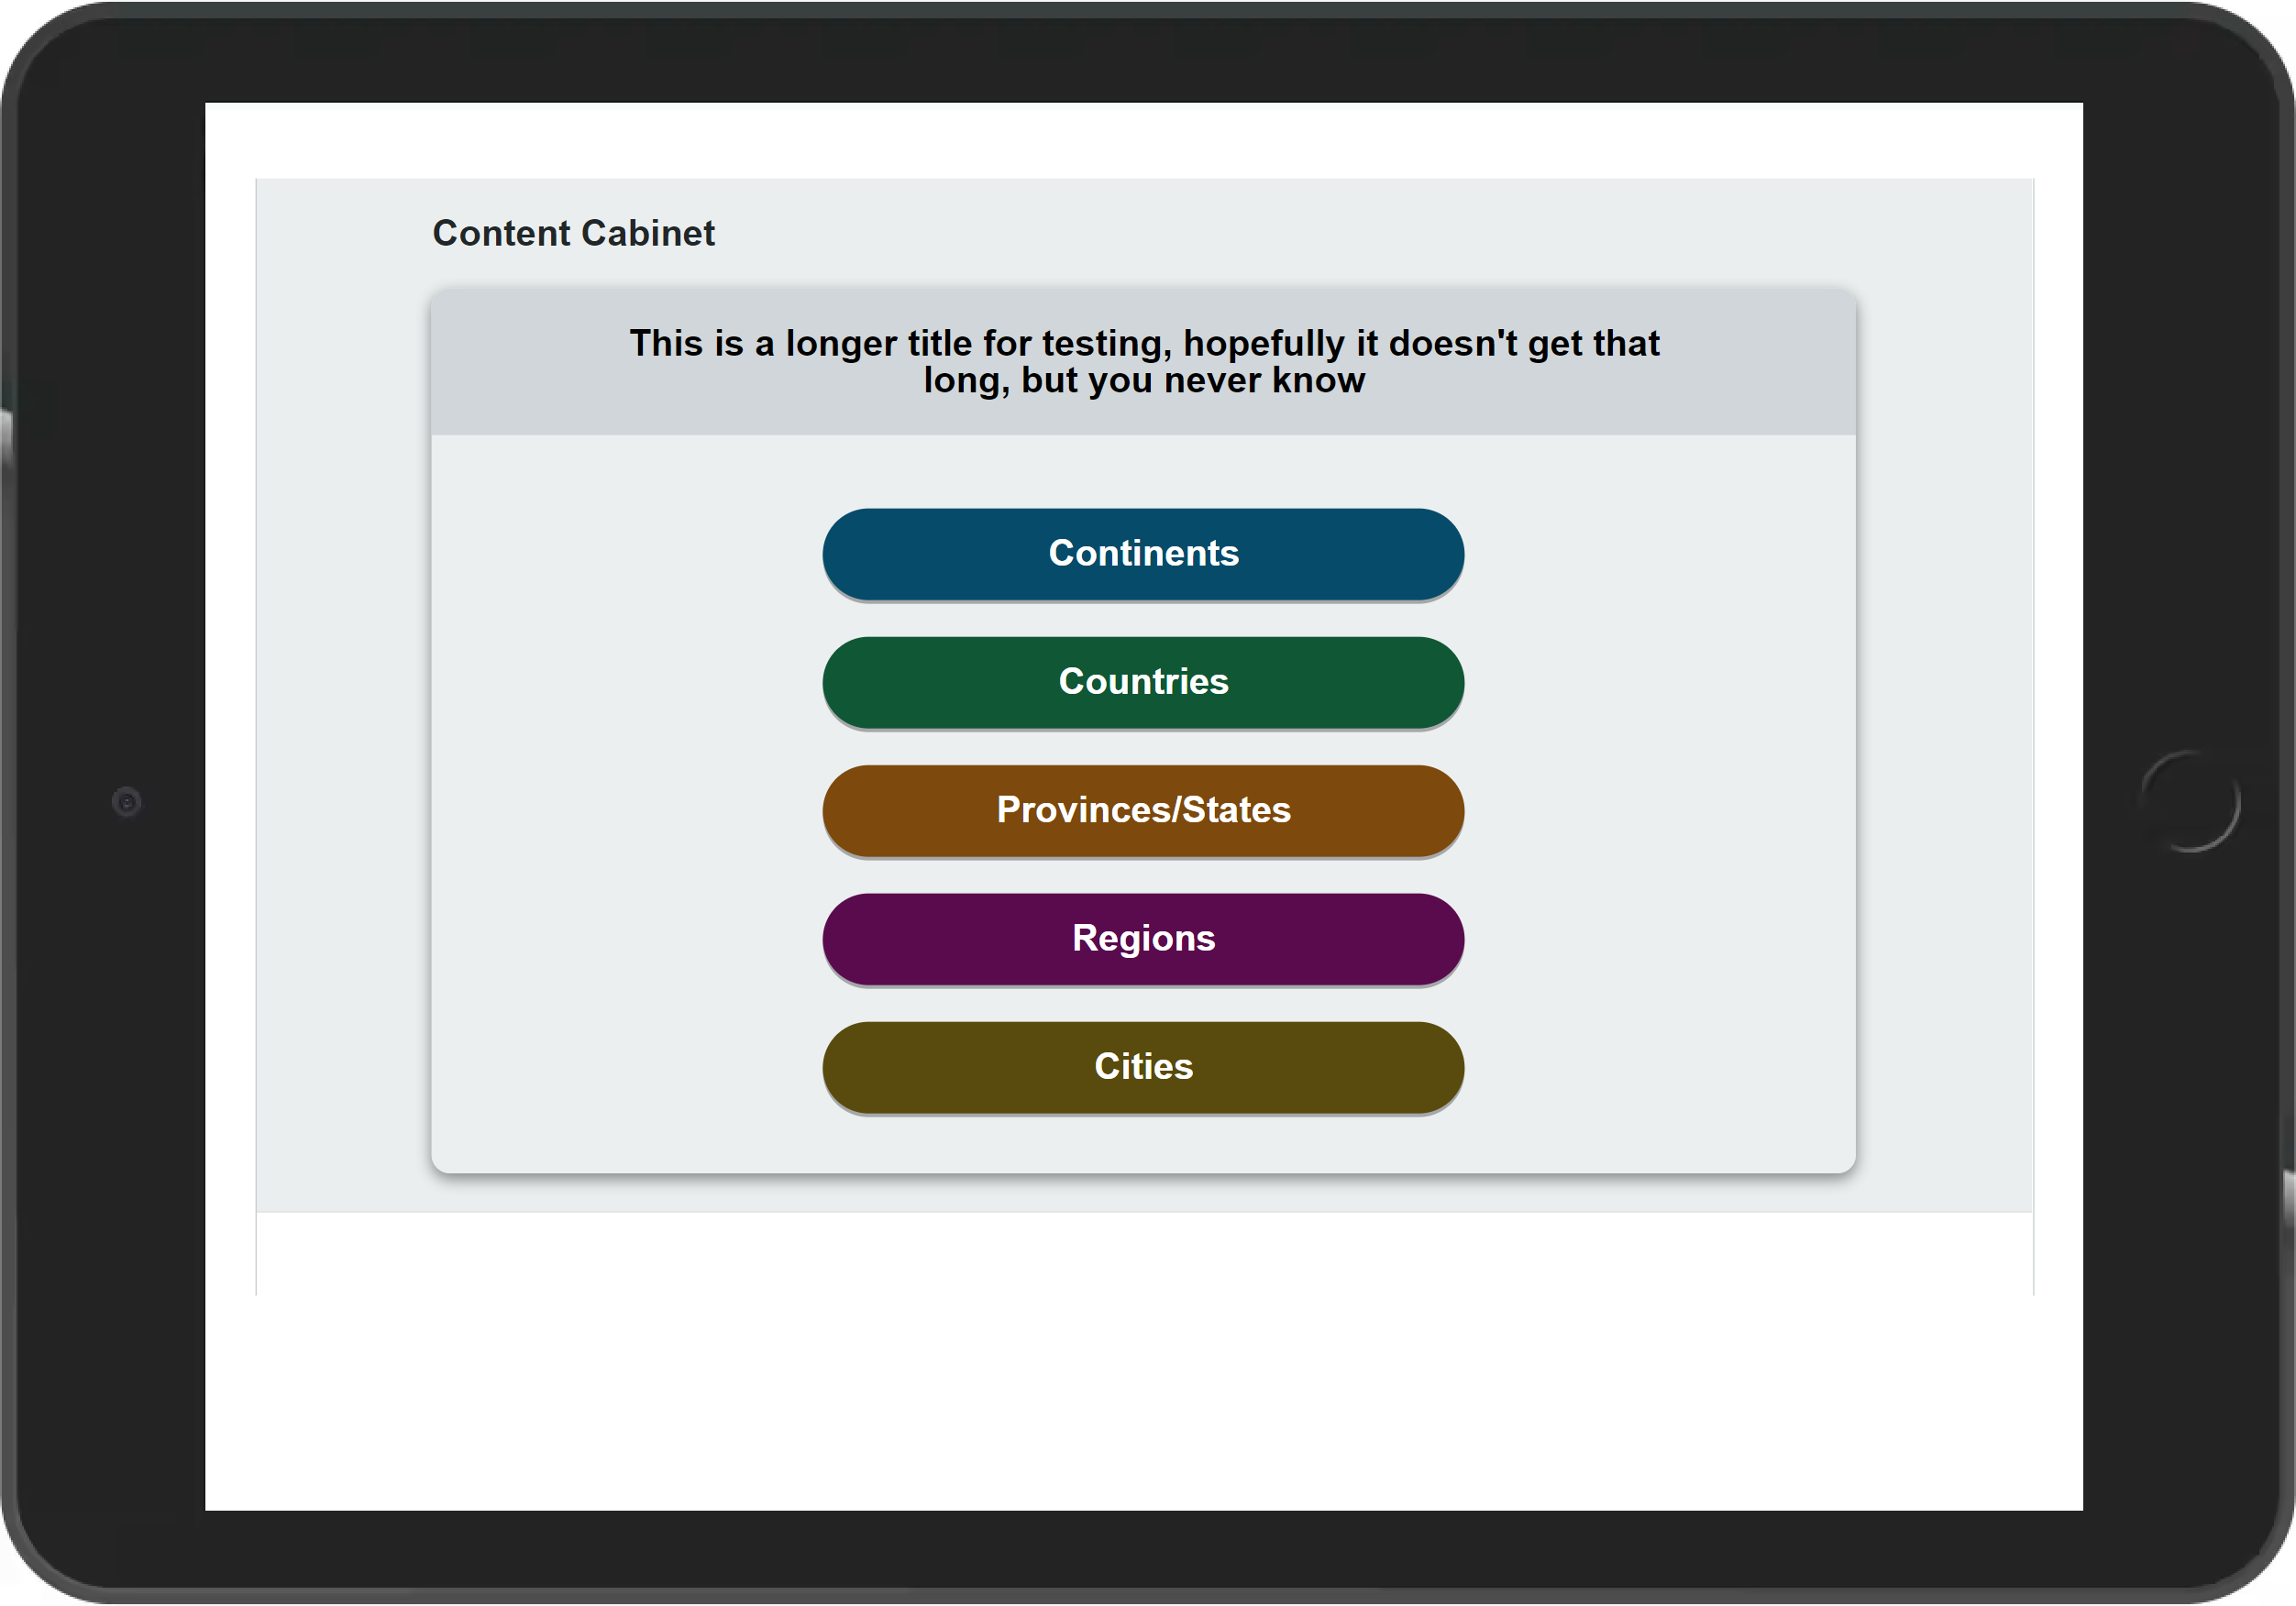 Content Cabinet
This is a longer title for testing, hopefully it doesn't get that
long, but you never know
Continents
Countries
Provinces/States
Regions
Cities